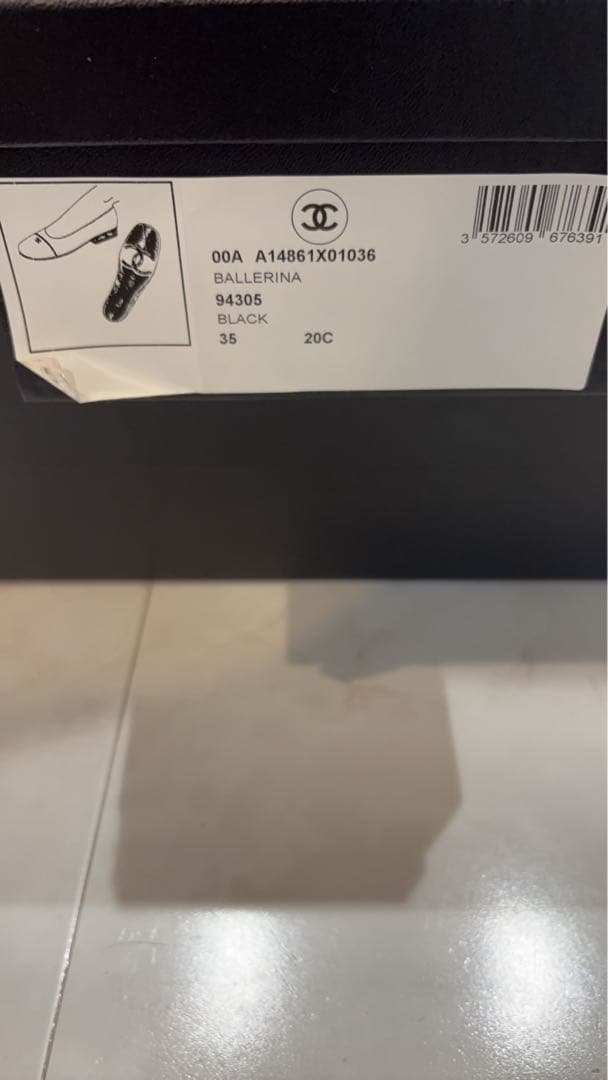 00A A14861X01036
BALLERINA
94305
BLACK
35 20C
3 572609 676391